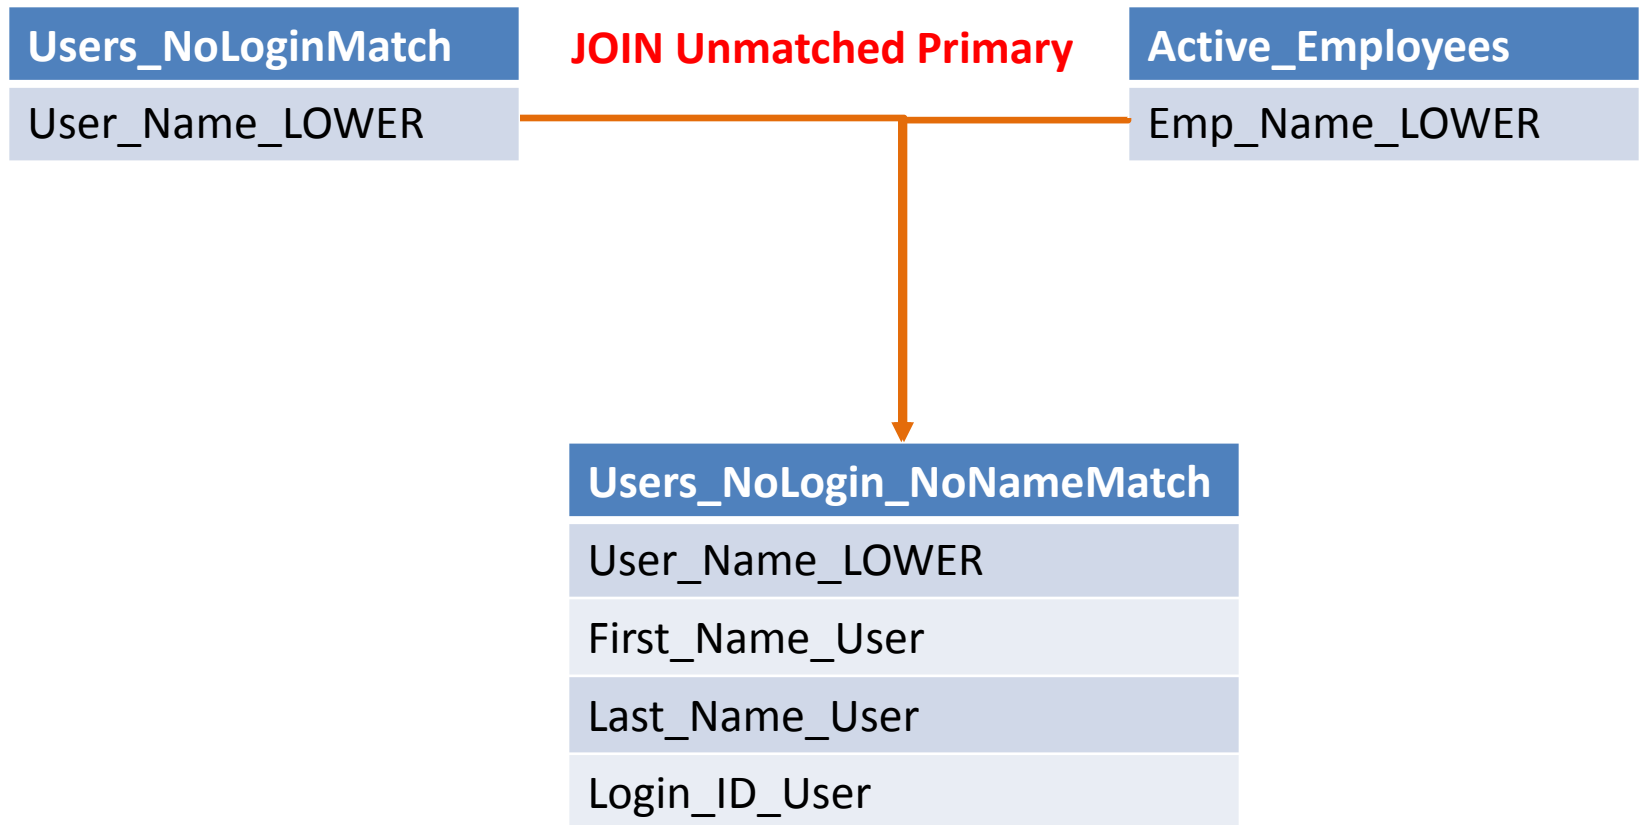 Users_NoLoginMatch
User_Name_LOWER
JOIN Unmatched Primary
Active_Employees
Emp_Name_LOWER
Users_NoLogin_NoNameMatch
User_Name_LOWER
First_Name_User
Last_Name_User
Login_ID_User